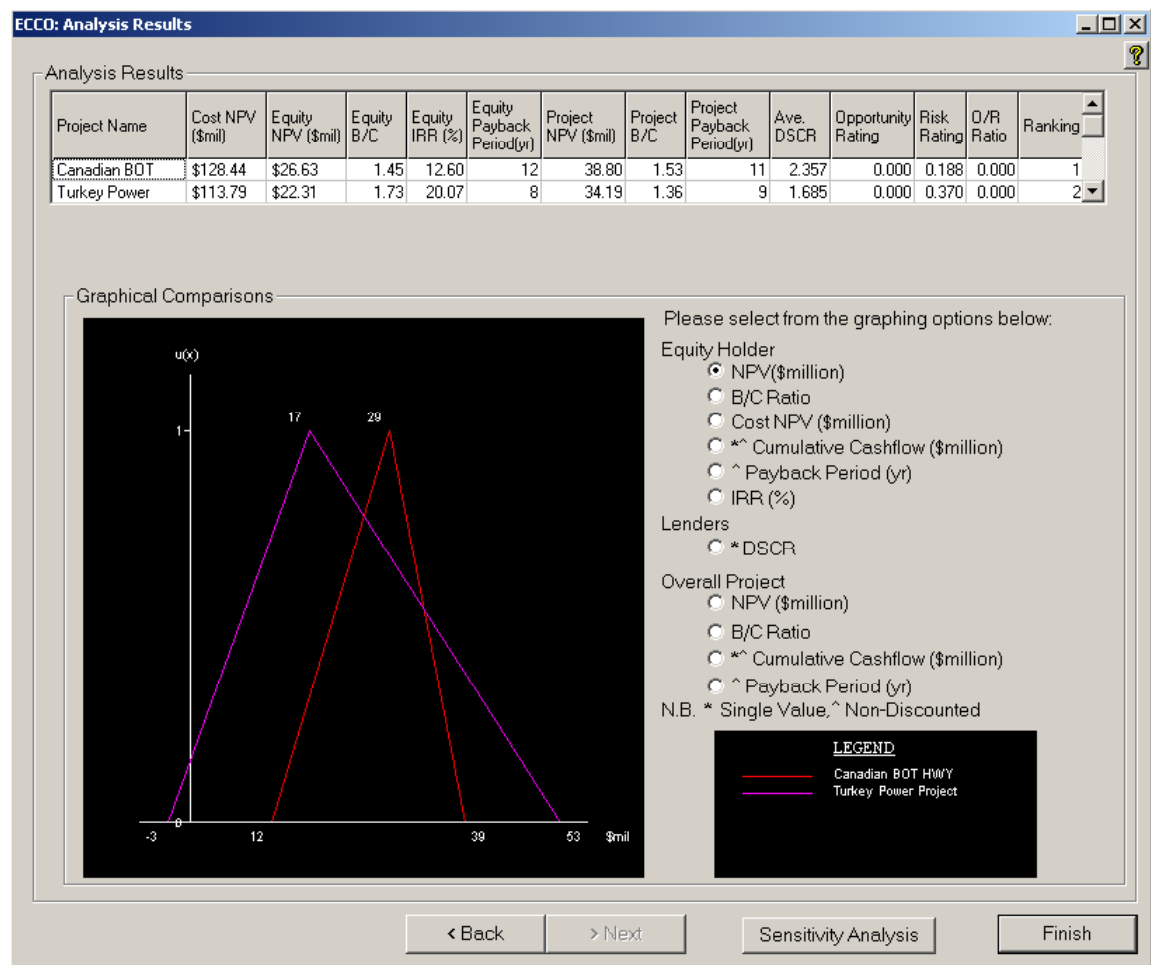 ECCO: Analysis Results
Analysis Results
Project Name Cost NPV ($mil) Equity NPV ($mil) Equity B/C Equity IRR (%) Equity Payback Period(yr) Project NPV ($mil) Project B/C Project Payback Period(yr) Ave. DSCR Opportunity Rating Risk Rating O/R Ratio Ranking
Canadian BOT $128.44 $26.63 1.45 12.60 12 38.80 1.53 11 2.357 0.000 0.188 0.000 1
Turkey Power $113.79 $22.31 1.73 20.07 8 34.19 1.36 9 1.685 0.000 0.370 0.000 2
Graphical Comparisons
u(x)
17 29
1
0
-3 12 39 53 $mil
Please select from the graphing options below:
Equity Holder
NPV($million)
B/C Ratio
Cost NPV ($million)
*^ Cumulative Cashflow ($million)
^ Payback Period (yr)
IRR (%)
Lenders
* DSCR
Overall Project
NPV ($million)
B/C Ratio
*^ Cumulative Cashflow ($million)
^ Payback Period (yr)
N.B. * Single Value,^ Non-Discounted
LEGEND
Canadian BOT HWY
Turkey Power Project
< Back > Next Sensitivity Analysis Finish